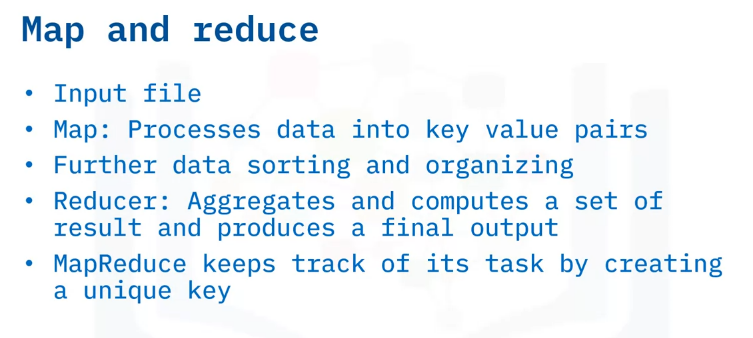 Map and reduce
• Input file
• Map: Processes data into key value pairs
• Further data sorting and organizing
• Reducer: Aggregates and computes a set of
result and produces a final output
• MapReduce keeps track of its task by creating
a unique key